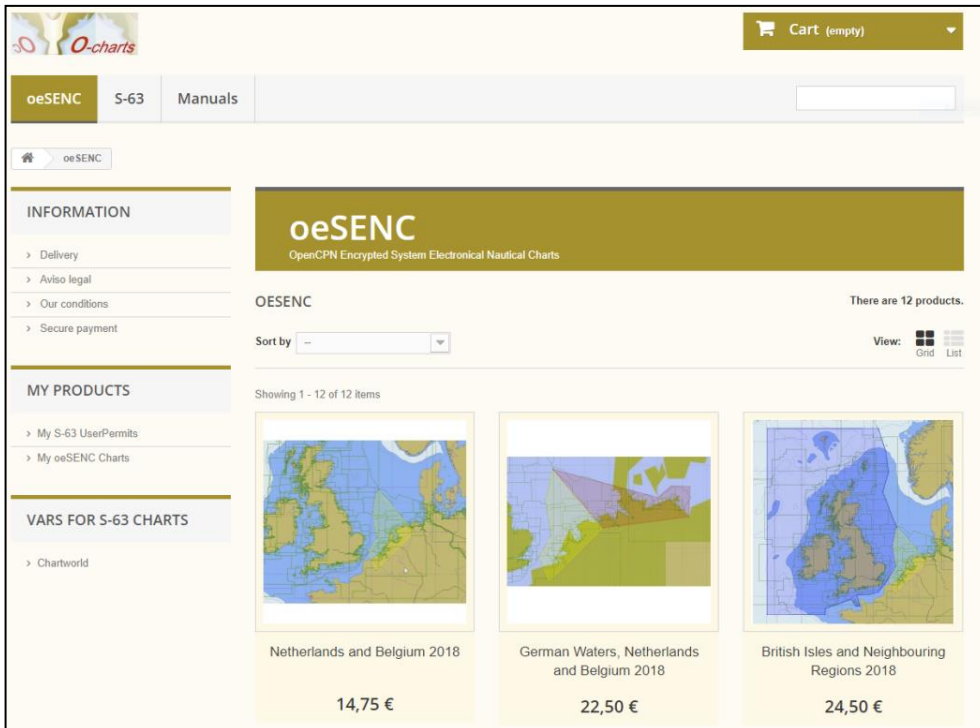 O-charts
Cart (empty)
oeSENC
S-63
Manuals
oeSENC
INFORMATION
> Delivery
> Aviso legal
> Our conditions
> Secure payment
MY PRODUCTS
> My S-63 UserPermits
> My oeSENC Charts
VARS FOR S-63 CHARTS
> Chartworld
oeSENC
OpenCPN Encrypted System Electronical Nautical Charts
OESENC
There are 12 products.
Sort by --
View:
Grid
List
Showing 1 - 12 of 12 items
Netherlands and Belgium 2018
14,75 €
German Waters, Netherlands
and Belgium 2018
22,50 €
British Isles and Neighbouring
Regions 2018
24,50 €